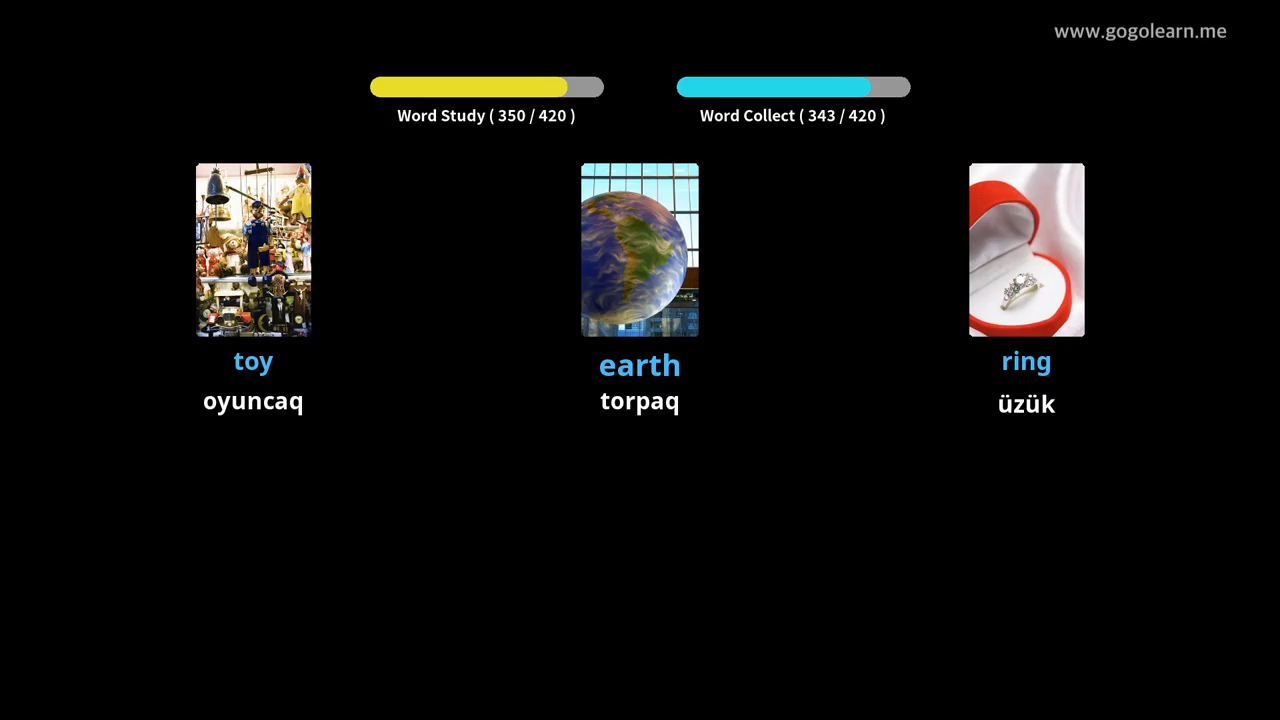 www.gogolearn.me
Word Study ( 350 / 420 )
Word Collect ( 343 / 420 )
toy
oyuncaq
earth
torpaq
ring
üzük